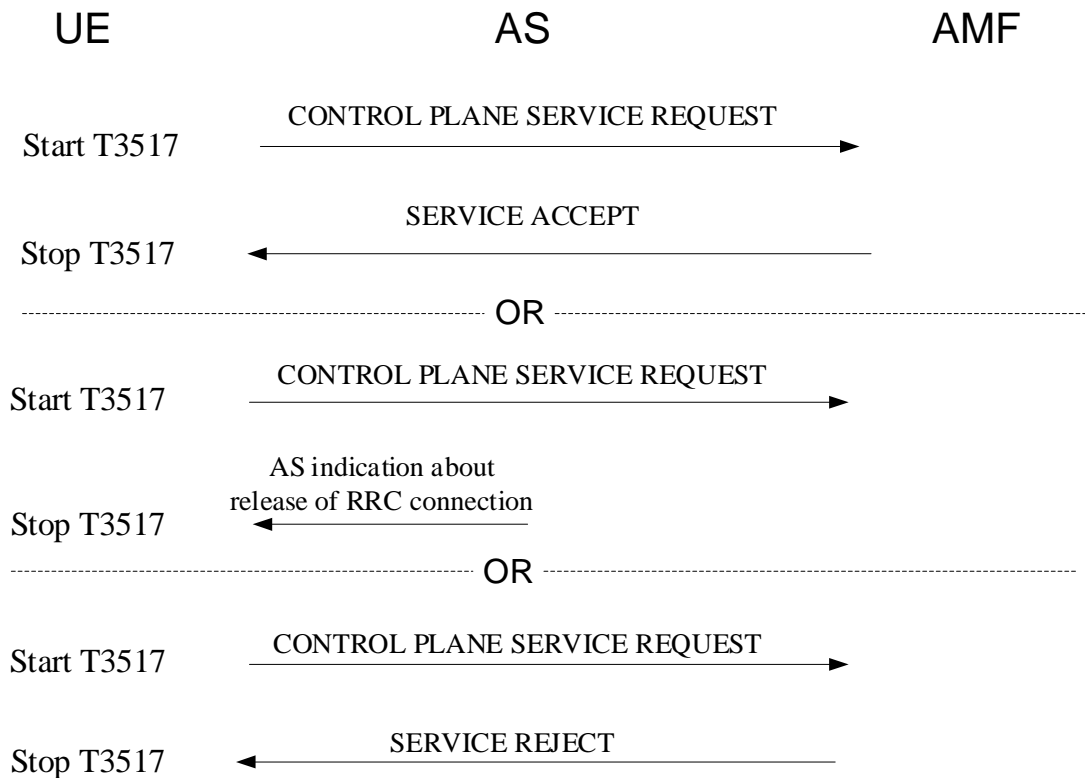 UE AS AMF
CONTROL PLANE SERVICE REQUEST
Start T3517
SERVICE ACCEPT
Stop T3517
OR
CONTROL PLANE SERVICE REQUEST
Start T3517
AS indication about
release of RRC connection
Stop T3517
OR
CONTROL PLANE SERVICE REQUEST
Start T3517
SERVICE REJECT
Stop T3517